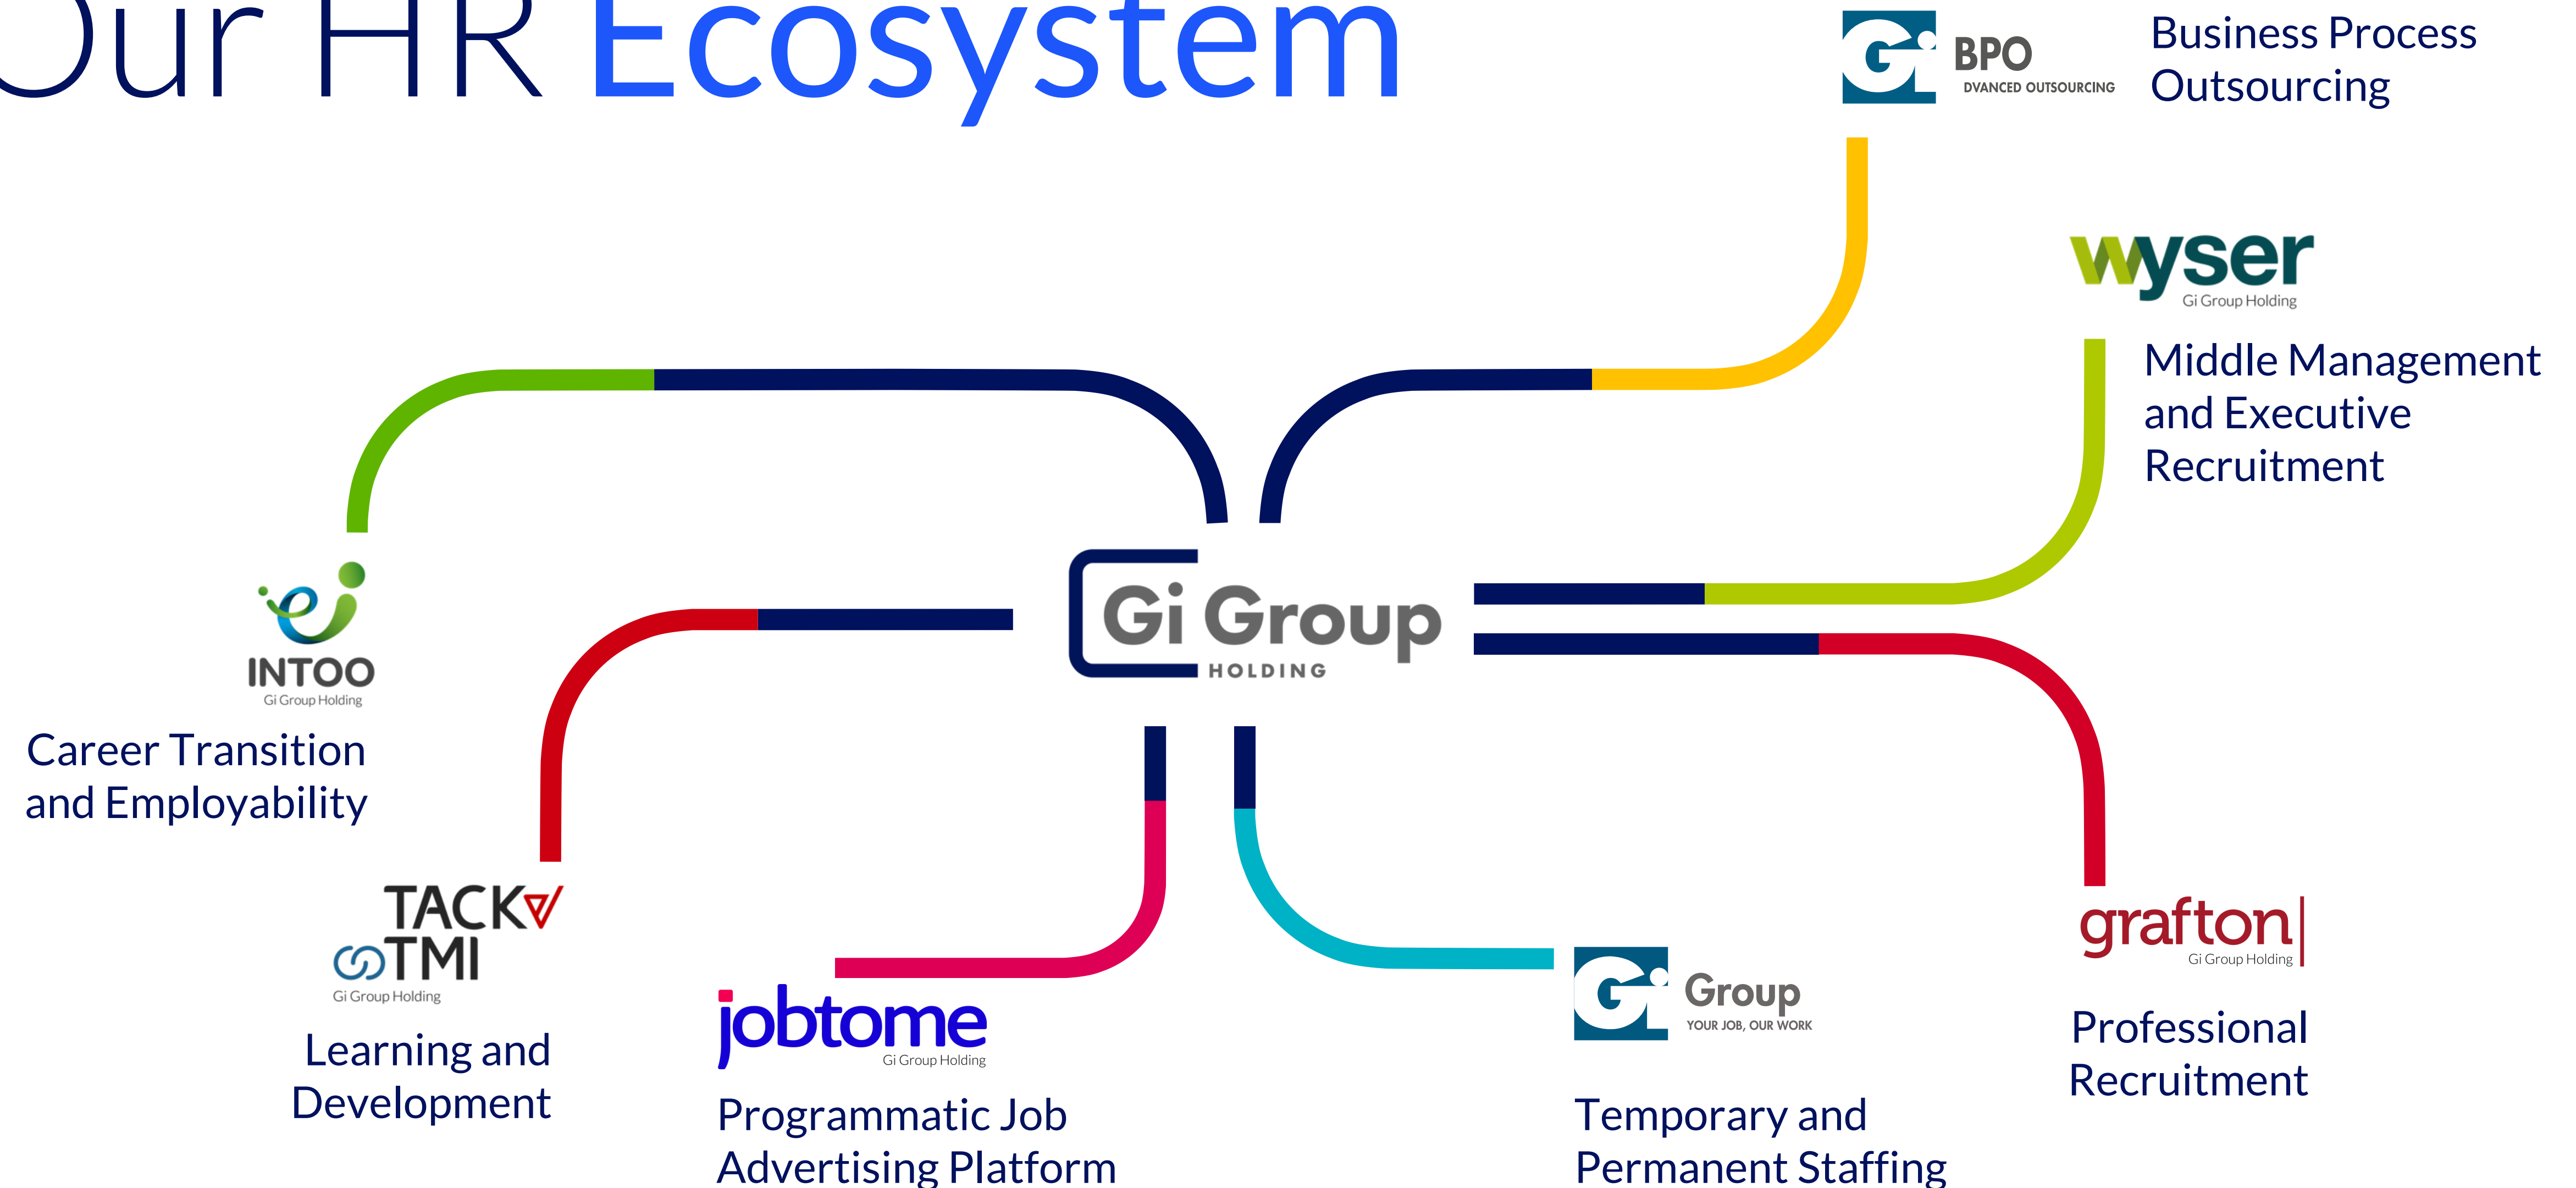 Our HR Ecosystem
Gi BPO
DVANCED OUTSOURCING
Business Process
Outsourcing
wyser
Gi Group Holding
Middle Management
and Executive
Recruitment
Gi Group
HOLDING
INTOO
Gi Group Holding
Career Transition
and Employability
TACK
TMI
Gi Group Holding
Learning and
Development
jobtome
Gi Group Holding
Programmatic Job
Advertising Platform
Gi Group
YOUR JOB, OUR WORK
Temporary and
Permanent Staffing
grafton
Gi Group Holding
Professional
Recruitment